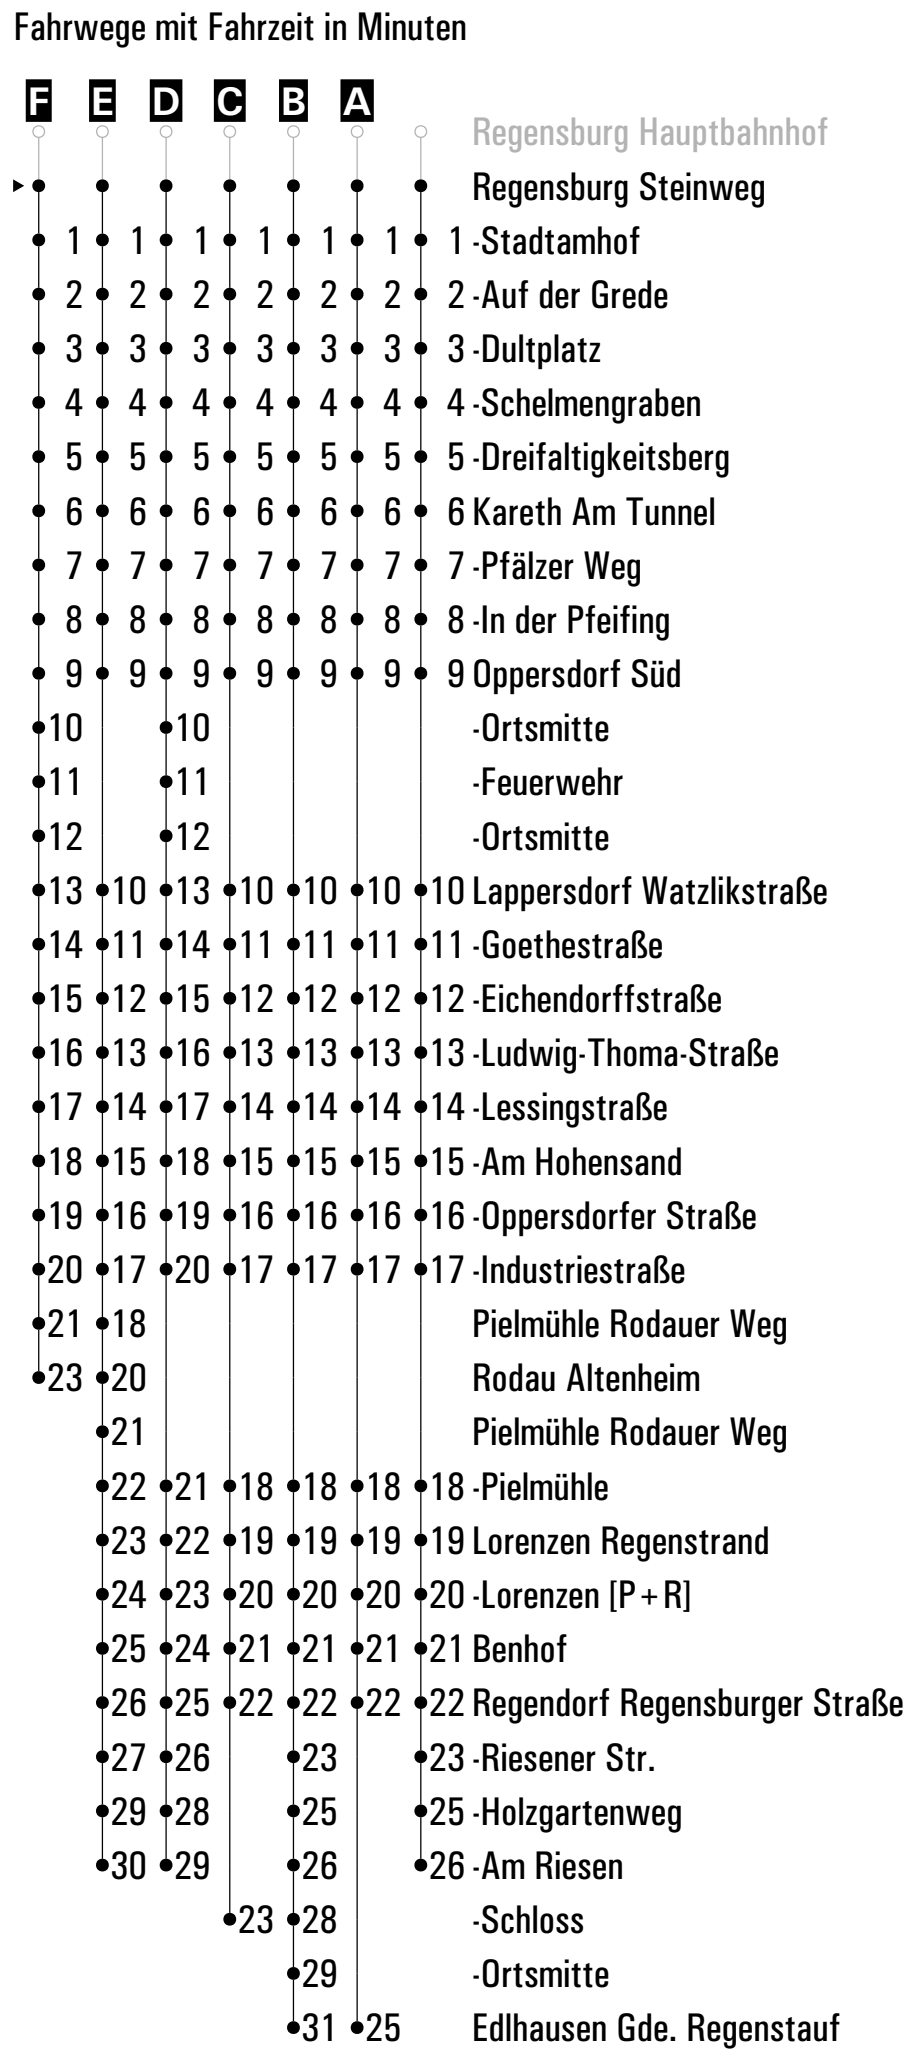 Fahrwege mit Fahrzeit in Minuten
F E D C B A
Regensburg Hauptbahnhof
Regensburg Steinweg
1 1 1 1 1 1 1 -Stadtamhof
2 2 2 2 2 2 2 -Auf der Grede
3 3 3 3 3 3 3 -Dultplatz
4 4 4 4 4 4 4 -Schelmengraben
5 5 5 5 5 5 5 -Dreifaltigkeitsberg
6 6 6 6 6 6 6 Kareth Am Tunnel
7 7 7 7 7 7 7 -Pfälzer Weg
8 8 8 8 8 8 8 -In der Pfeifing
9 9 9 9 9 9 9 Oppersdorf Süd
10 10 -Ortsmitte
11 11 -Feuerwehr
12 12 -Ortsmitte
13 10 13 10 10 10 10 Lappersdorf Watzlikstraße
14 11 14 11 11 11 11 -Goethestraße
15 12 15 12 12 12 12 -Eichendorffstraße
16 13 16 13 13 13 13 -Ludwig-Thoma-Straße
17 14 17 14 14 14 14 -Lessingstraße
18 15 18 15 15 15 15 -Am Hohensand
19 16 19 16 16 16 16 -Oppersdorfer Straße
20 17 20 17 17 17 17 -Industriestraße
21 18 Pielmühle Rodauer Weg
23 20 Rodau Altenheim
21 Pielmühle Rodauer Weg
22 21 18 18 18 18 -Pielmühle
23 22 19 19 19 19 Lorenzen Regenstrand
24 23 20 20 20 20 -Lorenzen [P+R]
25 24 21 21 21 21 Benhof
26 25 22 22 22 22 Regendorf Regensburger Straße
27 26 23 23 -Riesener Str.
29 28 25 25 -Holzgartenweg
30 29 26 26 -Am Riesen
23 28 -Schloss
29 -Ortsmitte
31 25 Edlhausen Gde. Regenstauf